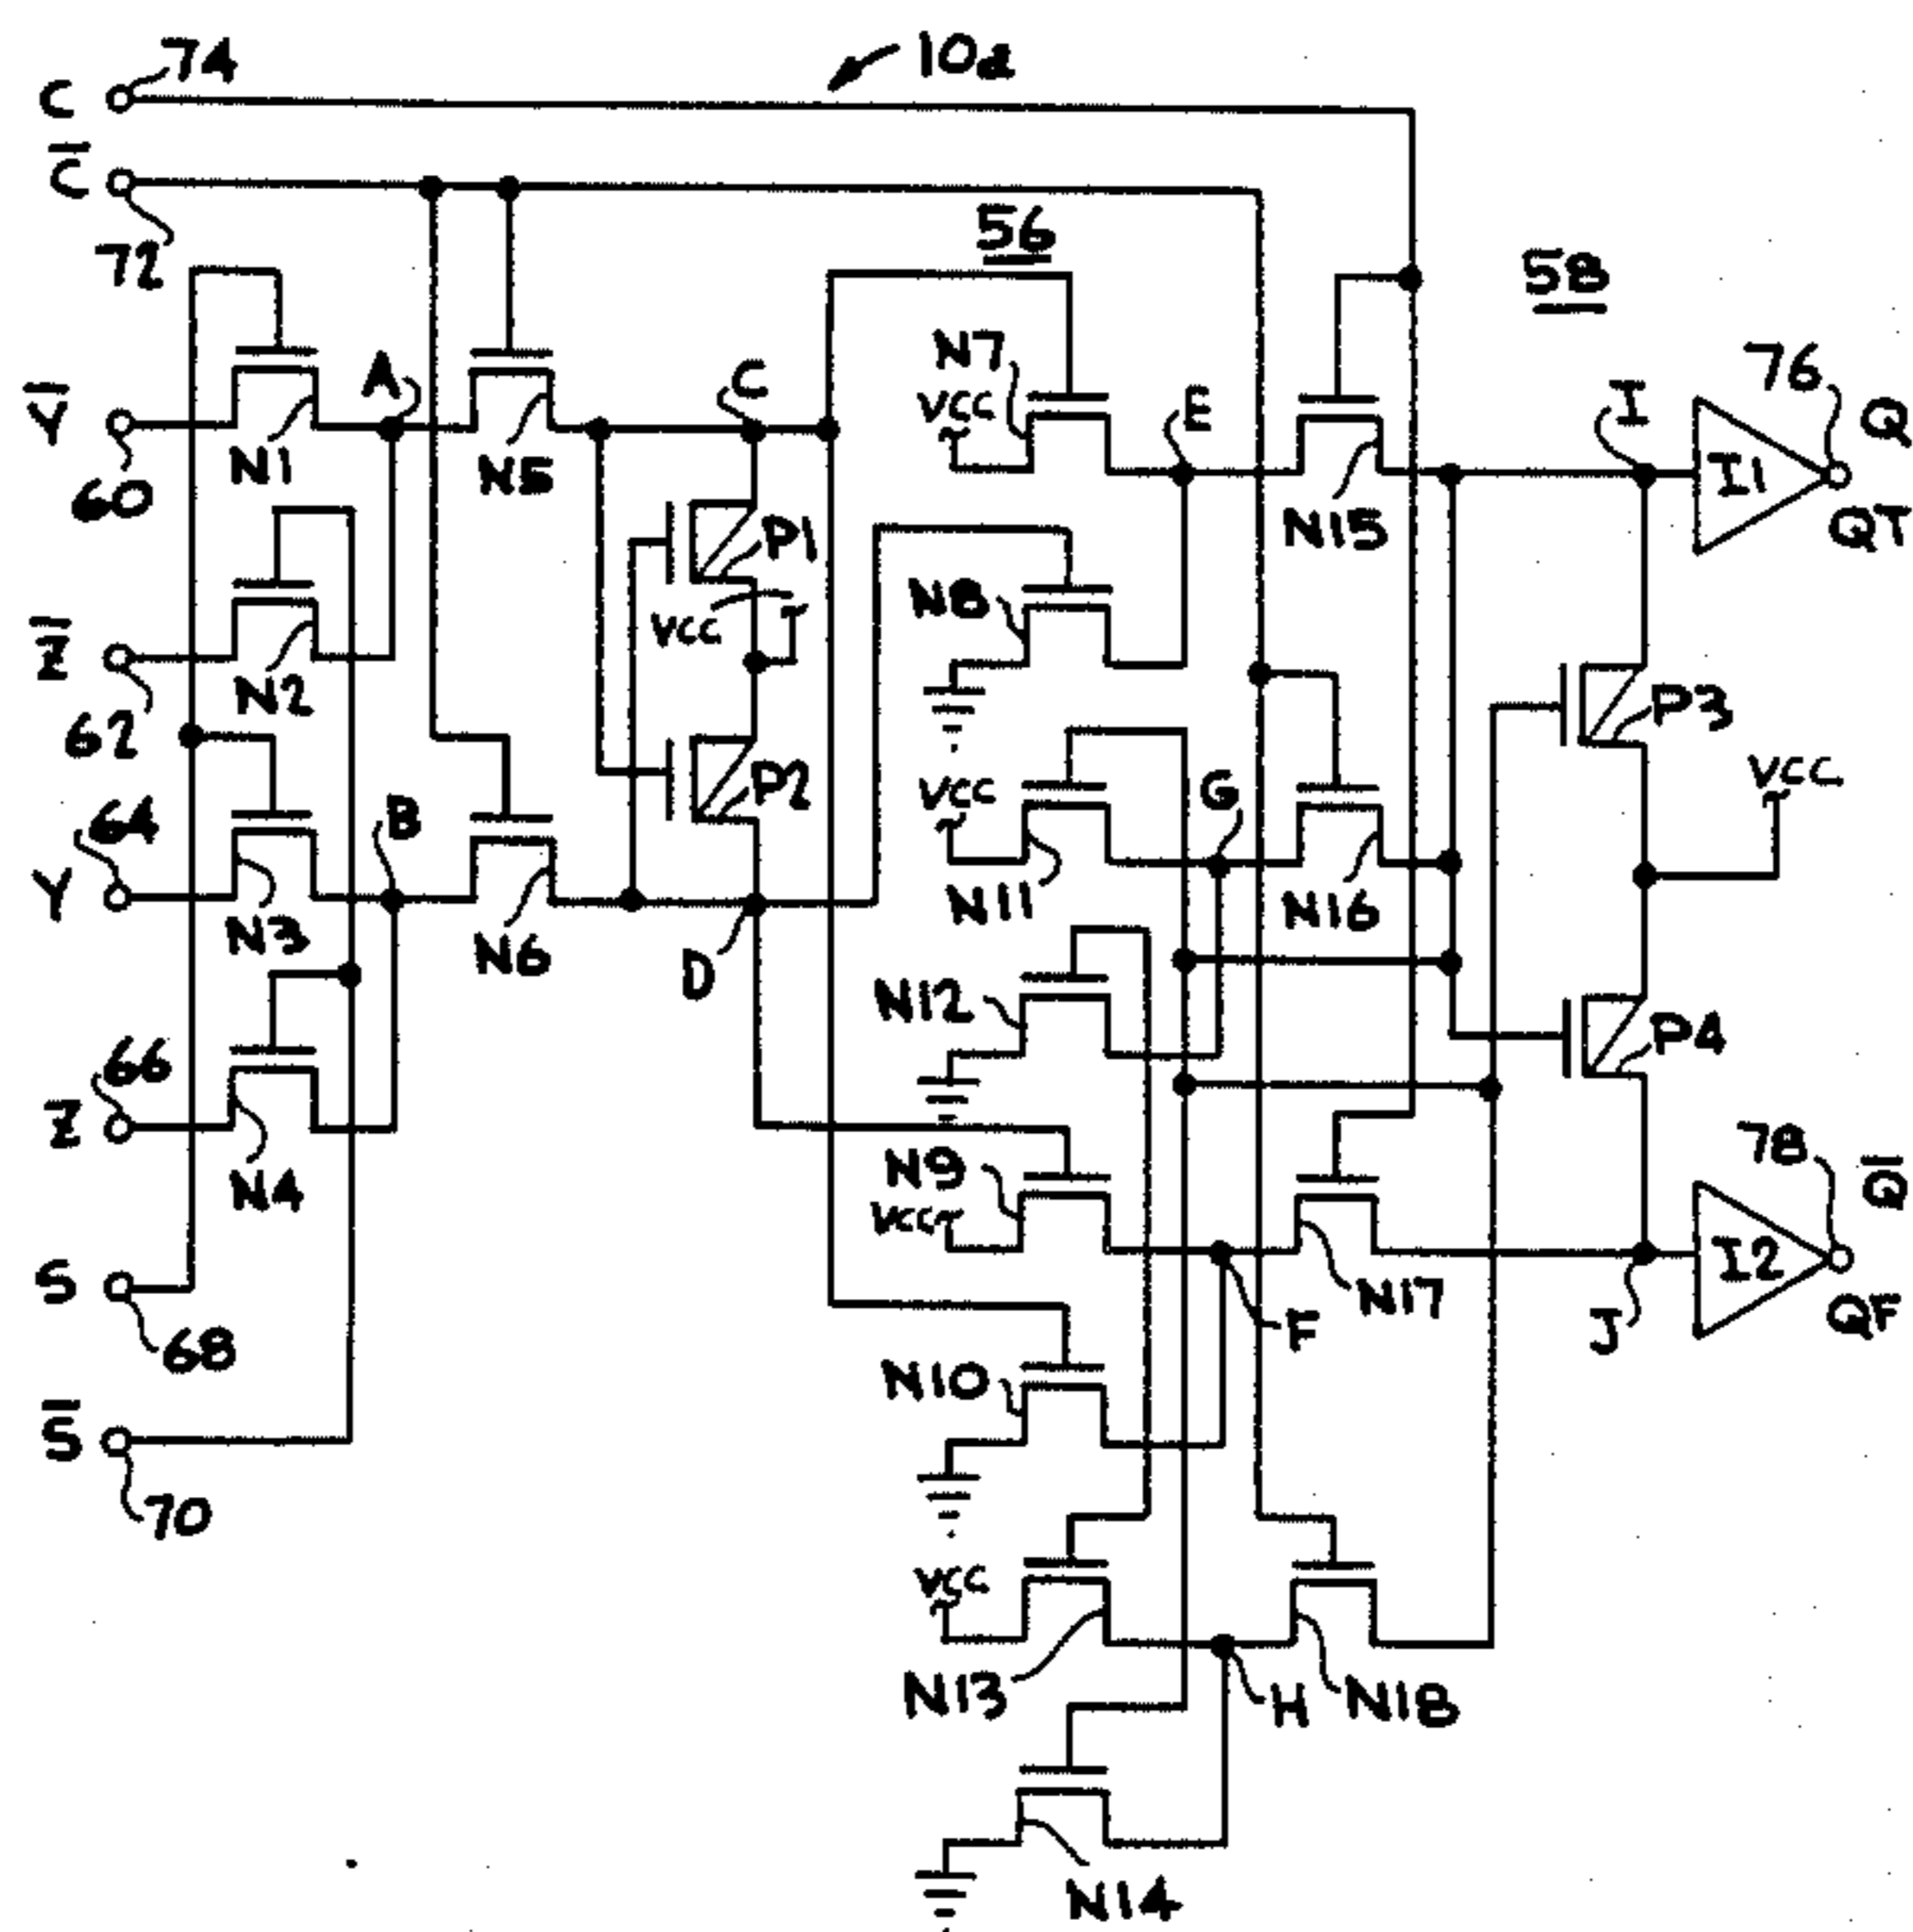 74
10a
C
C̅
72
56
58
N7
VCC
E
I
76
Q
I1
QT
Y̅
60
N1
A
N5
C
N15
P1
VCC
N8
Z̅
62
N2
P3
VCC
64
Y
N3
B
N6
P2
D
VCC
G
N11
N16
N12
P4
66
Z
N4
N9
VCC
N17
F
J
78
Q̅
I2
QF
S
68
N10
S̅
70
VCC
N13
H
N18
N14